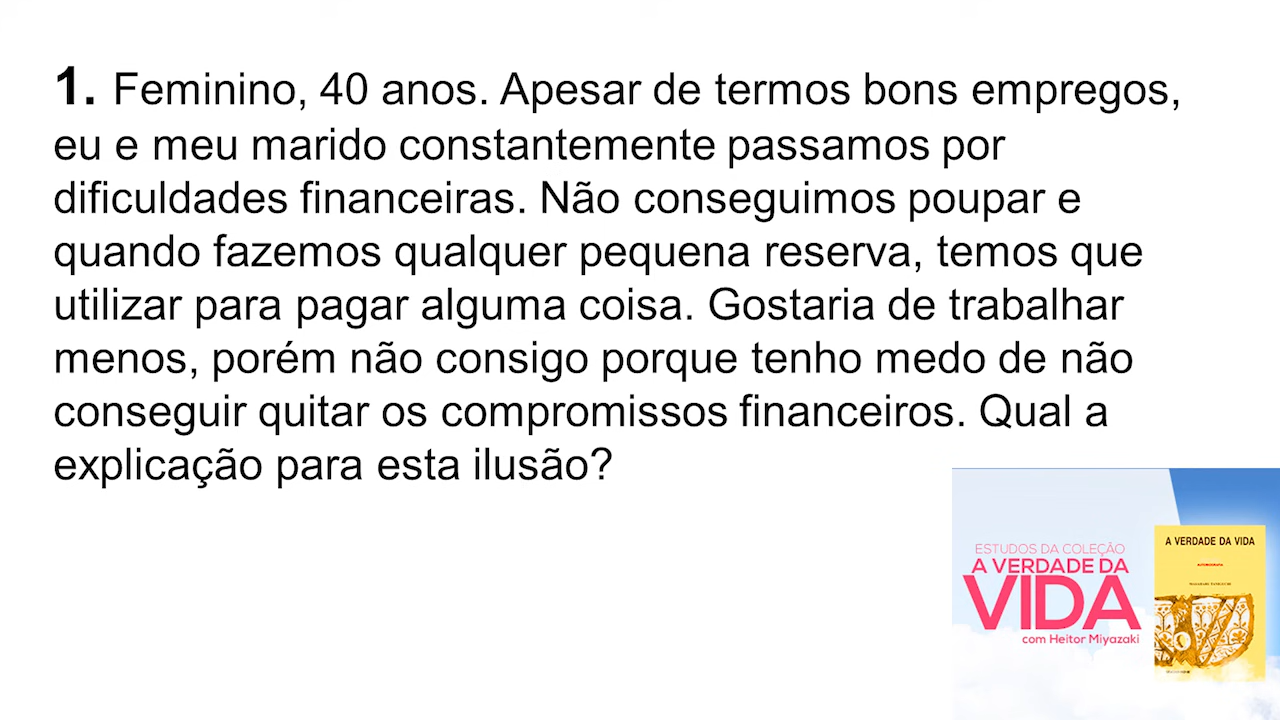 1. Feminino, 40 anos. Apesar de termos bons empregos,
eu e meu marido constantemente passamos por
dificuldades financeiras. Não conseguimos poupar e
quando fazemos qualquer pequena reserva, temos que
utilizar para pagar alguma coisa. Gostaria de trabalhar
menos, porém não consigo porque tenho medo de não
conseguir quitar os compromissos financeiros. Qual a
explicação para esta ilusão?
ESTUDOS DA COLEÇÃO
A VERDADE DA
VIDA
com Heitor Miyazaki
A VERDADE DA VIDA